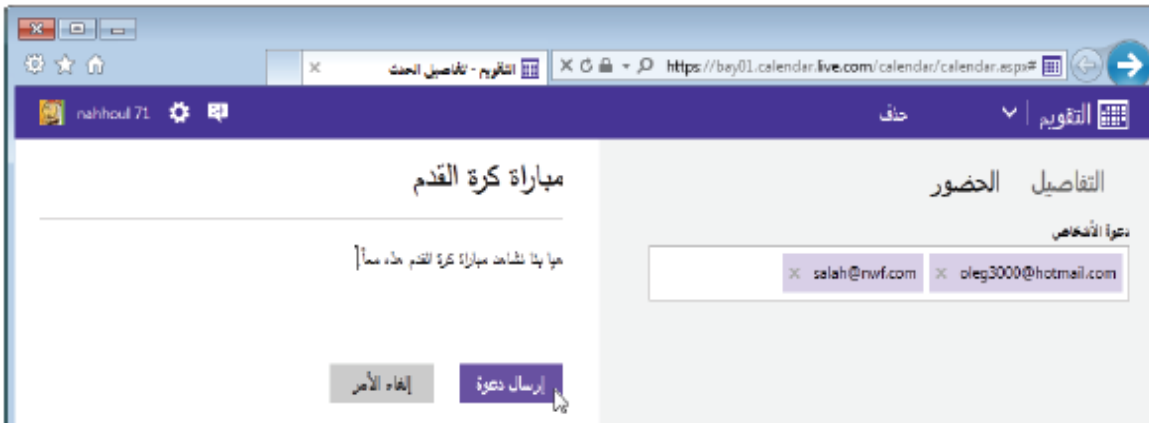 https://bay01.calendar.live.com/calendar/calendar.aspx#
التقويم - تفاصيل الحدث
التقويم
حذف
nahhoul 71
التفاصيل الحضور
دعوة الأشخاص
oleg3000@hotmail.com
salah@nwf.com
مباراة كرة القدم
هيا بنا نشاهد مباراة كرة القدم هذه معاً
إرسال دعوة
إلغاء الأمر